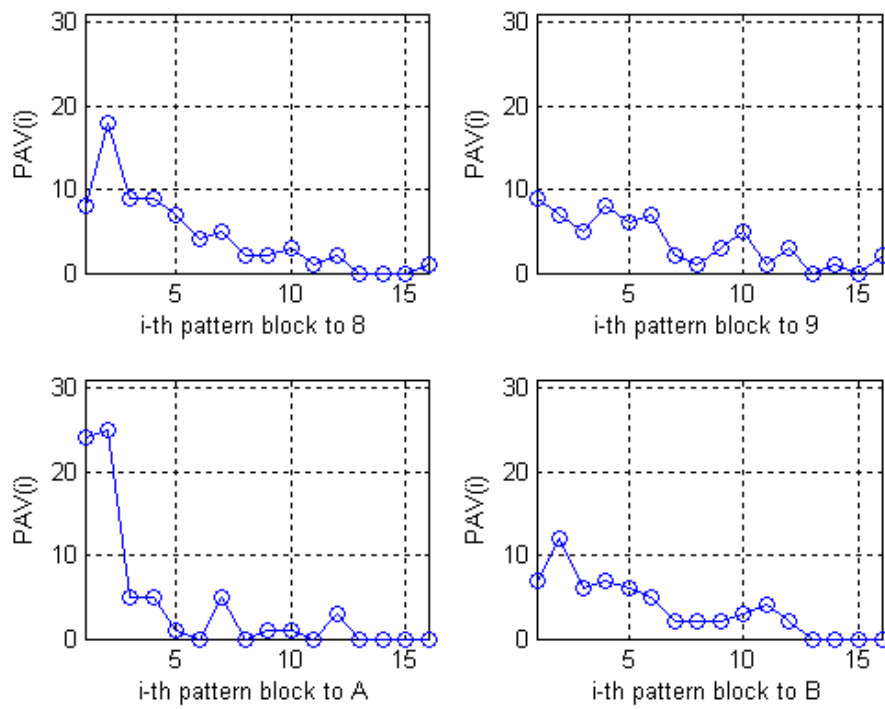 30
20
10
0
PAV(i)
5 10 15
i-th pattern block to 8
30
20
10
0
PAV(i)
5 10 15
i-th pattern block to 9
30
20
10
0
PAV(i)
5 10 15
i-th pattern block to A
30
20
10
0
PAV(i)
5 10 15
i-th pattern block to B